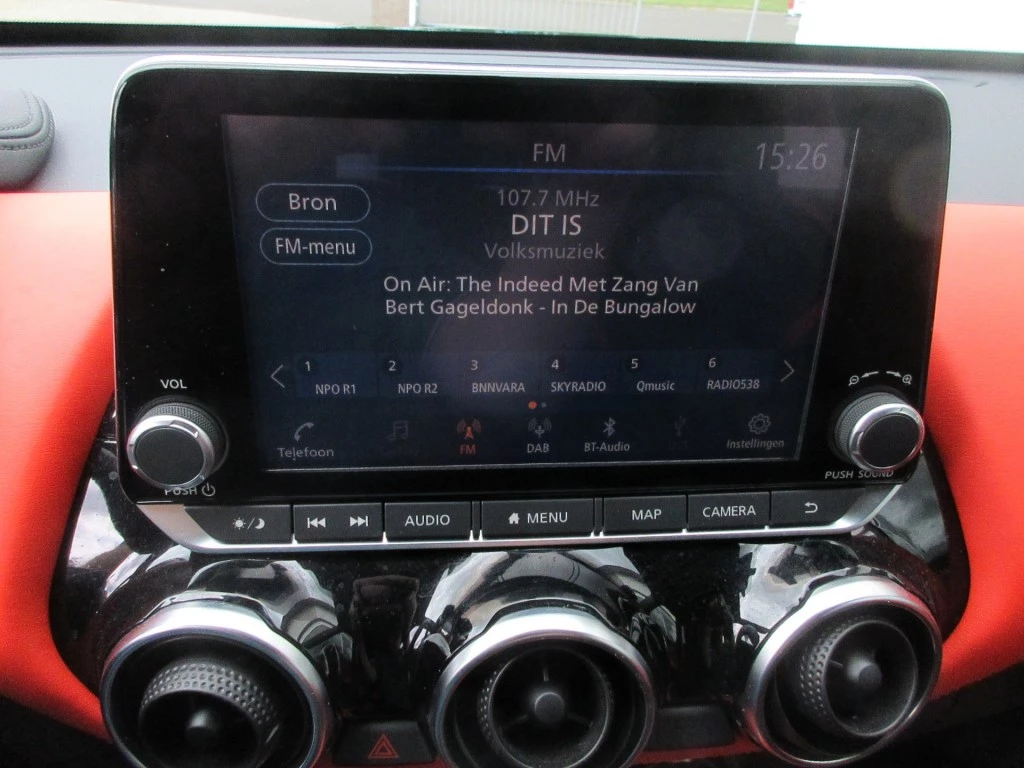 FM
15:26
Bron
107.7 MHz
DIT IS
FM-menu
Volksmuziek
On Air: The Indeed Met Zang Van
Bert Gageldonk - In De Bungalow
1 2 3 4 5 6
NPO R1 NPO R2 BNNVARA SKYRADIO Qmusic RADIO538
Telefoon FM DAB BT-Audio Instellingen
VOL
PUSH
PUSH SOUND
AUDIO MENU MAP CAMERA